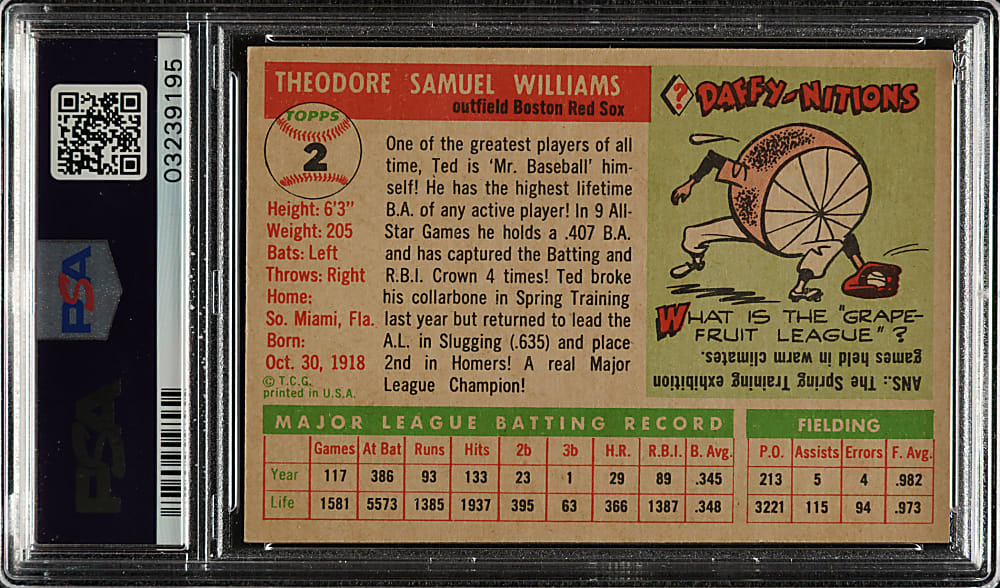 03239195
PSA
PSA
THEODORE SAMUEL WILLIAMS
outfield Boston Red Sox
TOPPS
2
Height: 6'3"
Weight: 205
Bats: Left
Throws: Right
Home:
So. Miami, Fla.
Born:
Oct. 30, 1918
© T.C.G.
printed in U.S.A.
One of the greatest players of all
time, Ted is 'Mr. Baseball' him-
self! He has the highest lifetime
B.A. of any active player! In 9 All-
Star Games he holds a .407 B.A.
and has captured the Batting and
R.B.I. Crown 4 times! Ted broke
his collarbone in Spring Training
last year but returned to lead the
A.L. in Slugging (.635) and place
2nd in Homers! A real Major
League Champion!
? DAFFY-NITIONS
WHAT IS THE "GRAPE-
FRUIT LEAGUE"?
ANS.: The Spring Training exhibition
games held in warm climates.
MAJOR LEAGUE BATTING RECORD
Games At Bat Runs Hits 2b 3b H.R. R.B.I. B. Avg.
Year 117 386 93 133 23 1 29 89 .345
Life 1581 5573 1385 1937 395 63 366 1387 .348
FIELDING
P.O. Assists Errors F. Avg.
213 5 4 .982
3221 115 94 .973